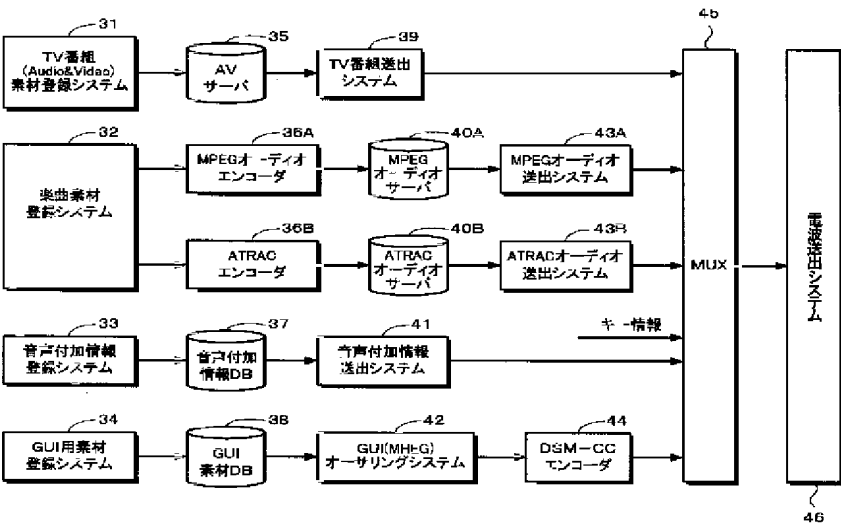 31
TV番組
(Audio&Video)
素材登録システム
35
AV
サーバ
39
TV番組送出
システム
45
32
楽曲素材
登録システム
36A
MPEGオーディオ
エンコーダ
40A
MPEG
オーディオ
サーバ
43A
MPEGオーディオ
送出システム
36B
ATRAC
エンコーダ
40B
ATRAC
オーディオ
サーバ
43B
ATRACオーディオ
送出システム
MUX
電波送出システム
キー情報
33
音声付加情報
登録システム
37
音声付加
情報DB
41
音声付加情報
送出システム
34
GUI用素材
登録システム
38
GUI
素材DB
42
GUI(MHEG)
オーサリングシステム
44
DSM-CC
エンコーダ
46